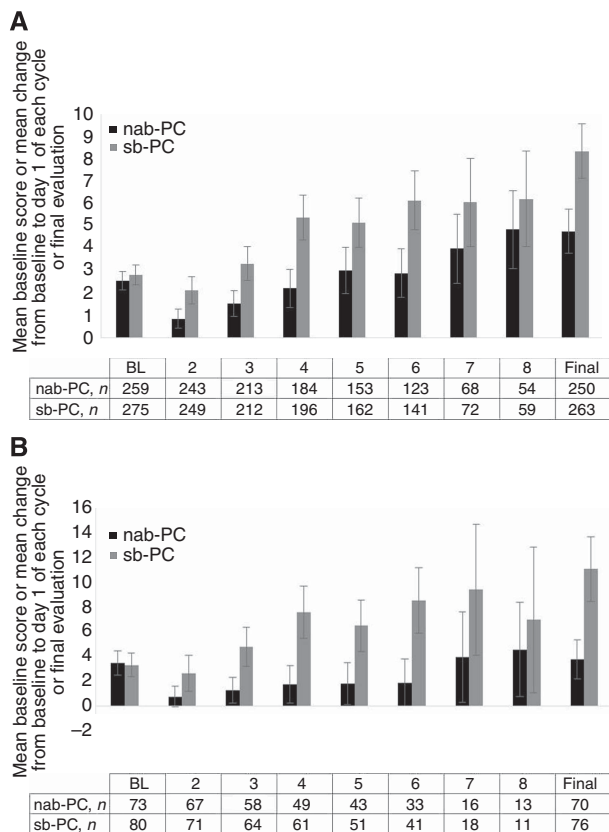 A
Mean baseline score or mean change
from baseline to day 1 of each cycle
or final evaluation
10
9
8
7
6
5
4
3
2
1
0
nab-PC
sb-PC
BL 2 3 4 5 6 7 8 Final
nab-PC, n 259 243 213 184 153 123 68 54 250
sb-PC, n 275 249 212 196 162 141 72 59 263
B
Mean baseline score or mean change
from baseline to day 1 of each cycle
or final evaluation
16
14
12
10
8
6
4
2
0
–2
nab-PC
sb-PC
BL 2 3 4 5 6 7 8 Final
nab-PC, n 73 67 58 49 43 33 16 13 70
sb-PC, n 80 71 64 61 51 41 18 11 76